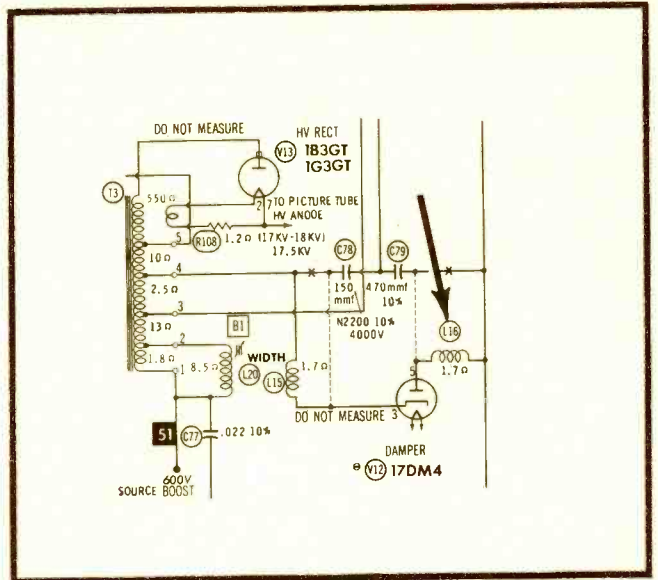 DO NOT MEASURE
HV RECT
V13 1B3GT
1G3GT
T3
550Ω
2 7 TO PICTURE TUBE
HV ANODE
R108 1.2Ω (17KV-18KV)
17.5KV
5
10Ω
4
2.5Ω
3
13Ω
2
1.8Ω
1
8.5Ω
B1
WIDTH
L20
L15
1.7Ω
C78
150
mmf
C79
470mmf
10%
N2200 10%
4000V
L16
1.7Ω
5
DO NOT MEASURE 3
DAMPER
V12 17DM4
51
C77
.022 10%
600V
SOURCE BOOST